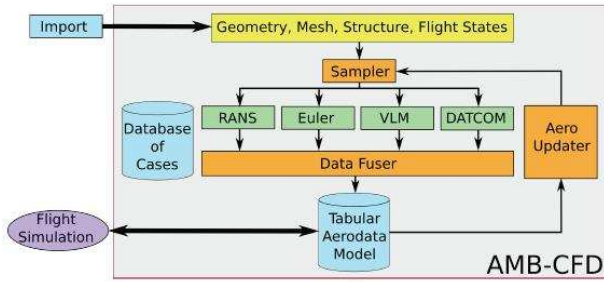 Import
Geometry, Mesh, Structure, Flight States
Sampler
RANS
Euler
VLM
DATCOM
Database
of
Cases
Aero
Updater
Data Fuser
Flight
Simulation
Tabular
Aerodata
Model
AMB-CFD